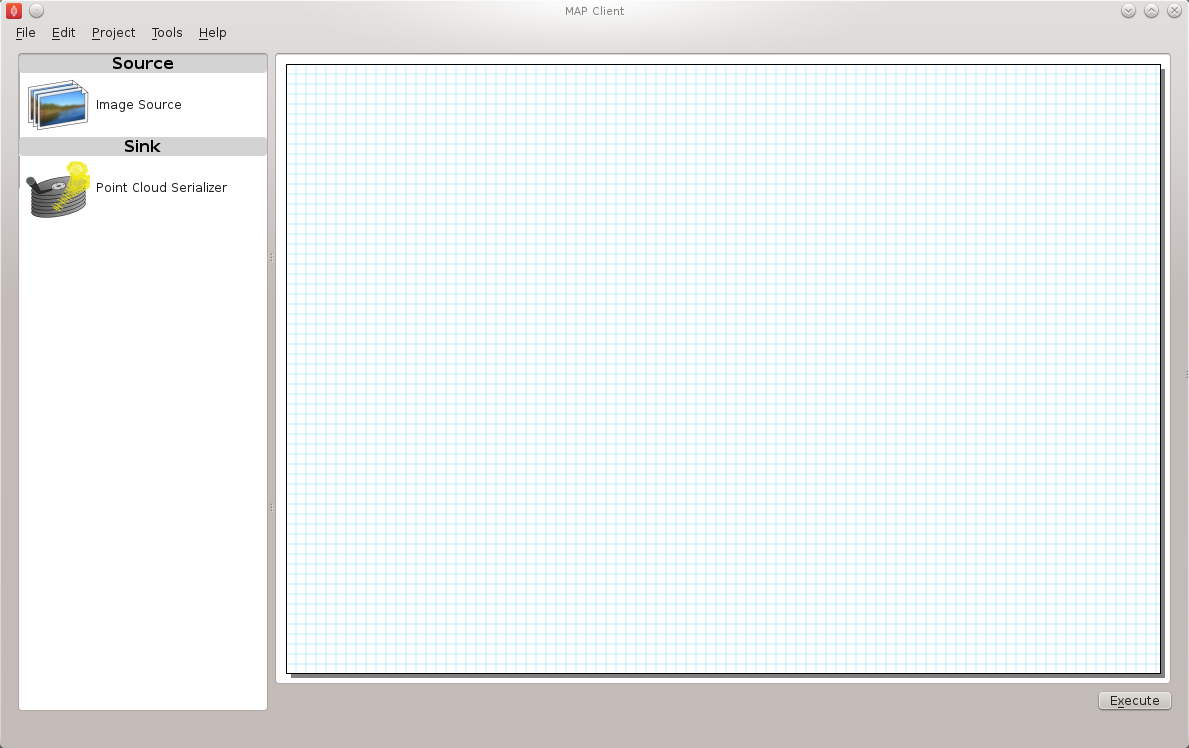 MAP Client
File Edit Project Tools Help
Source
Image Source
Sink
Point Cloud Serializer
Execute